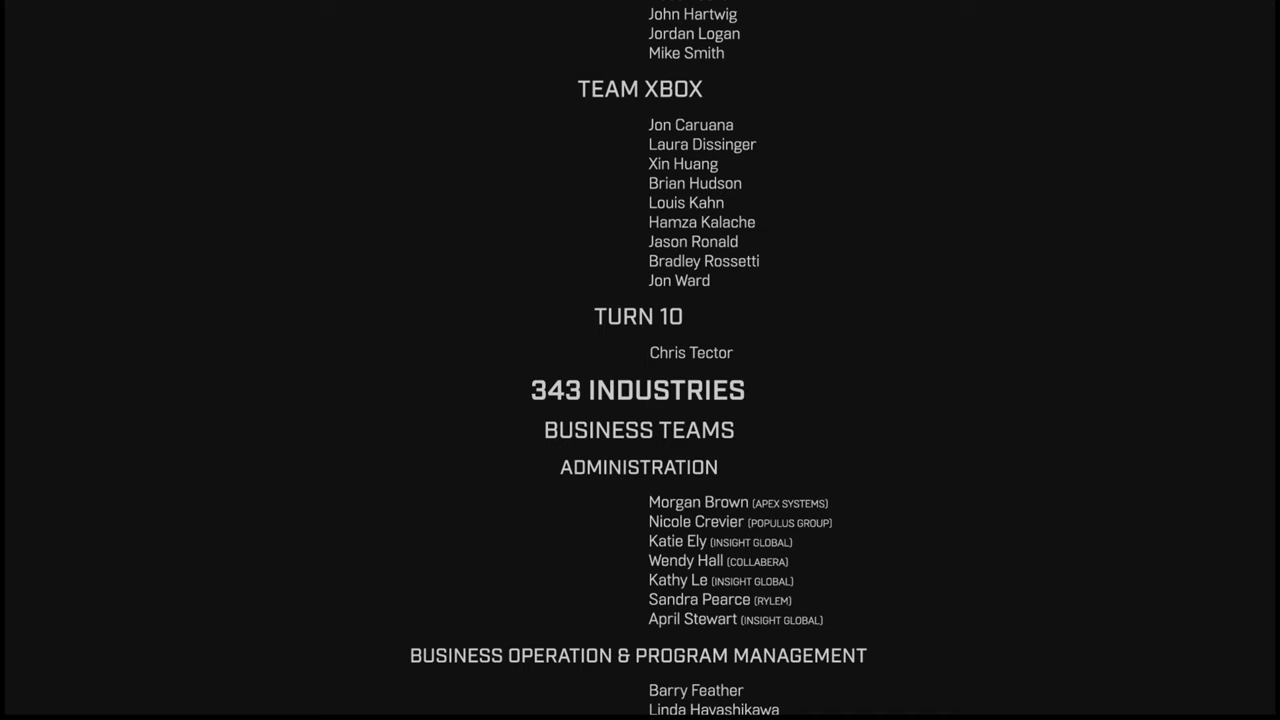 John Hartwig
Jordan Logan
Mike Smith
TEAM XBOX
Jon Caruana
Laura Dissinger
Xin Huang
Brian Hudson
Louis Kahn
Hamza Kalache
Jason Ronald
Bradley Rossetti
Jon Ward
TURN 10
Chris Tector
343 INDUSTRIES
BUSINESS TEAMS
ADMINISTRATION
Morgan Brown (APEX SYSTEMS)
Nicole Crevier (POPULUS GROUP)
Katie Ely (INSIGHT GLOBAL)
Wendy Hall (COLLABERA)
Kathy Le (INSIGHT GLOBAL)
Sandra Pearce (RYLEM)
April Stewart (INSIGHT GLOBAL)
BUSINESS OPERATION & PROGRAM MANAGEMENT
Barry Feather
Linda Hayashikawa